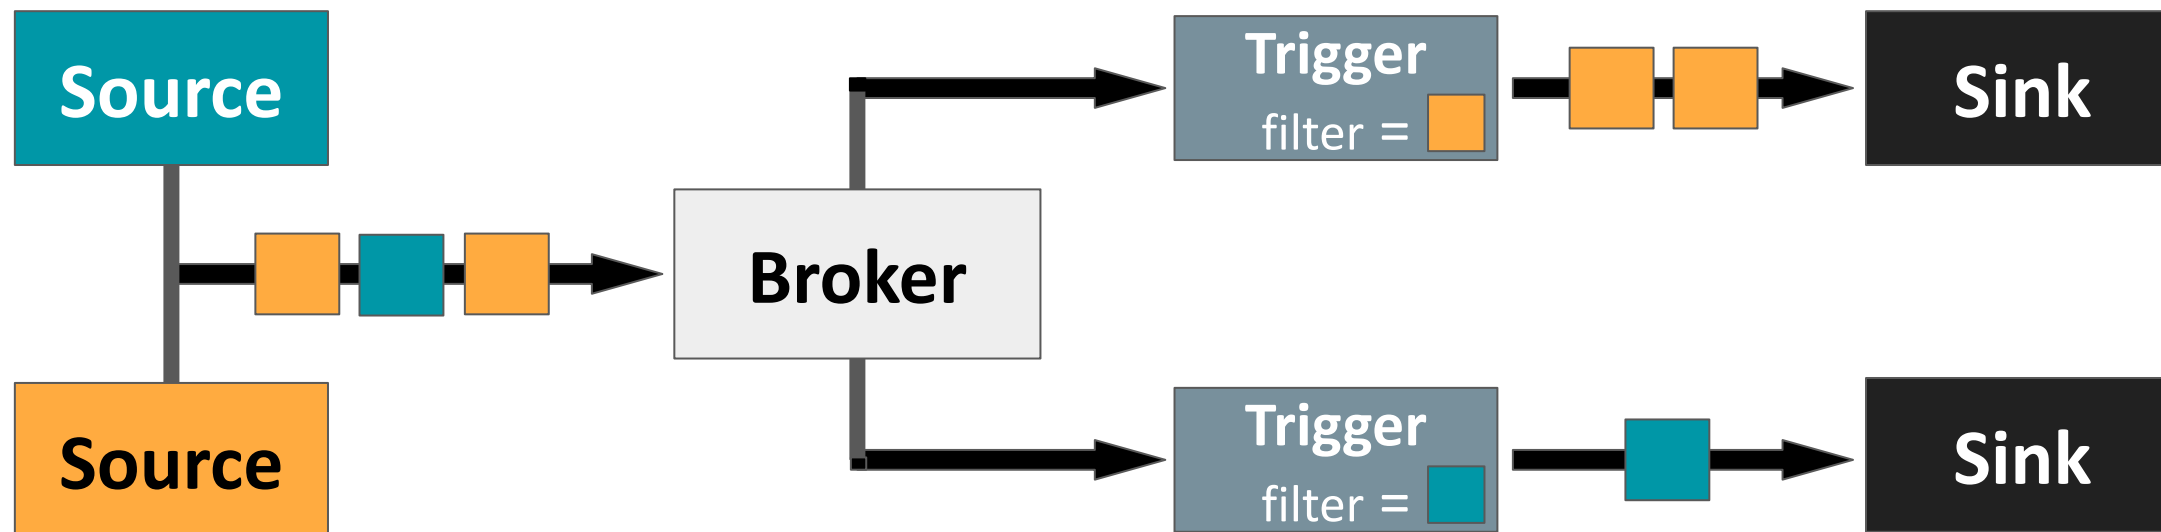 Source
Source
Broker
Trigger
filter =
Trigger
filter =
Sink
Sink